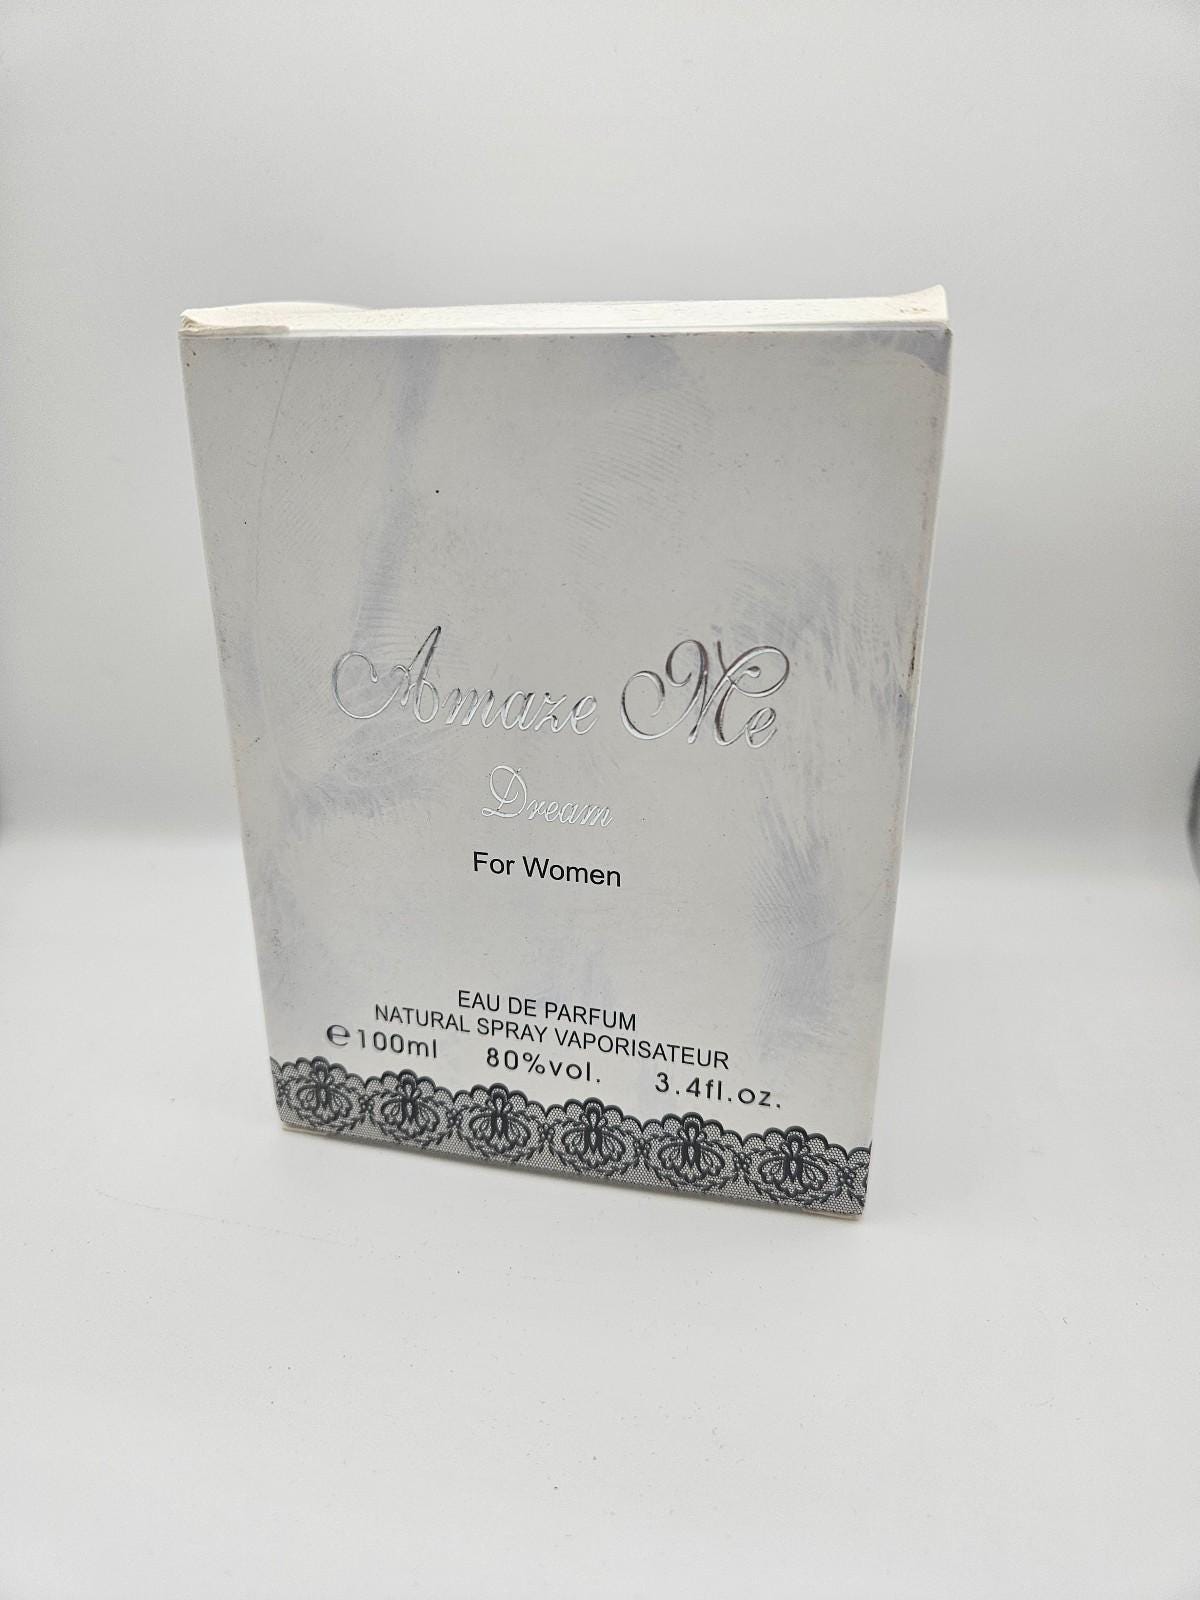 Amaze Me
Dream
For Women
EAU DE PARFUM
NATURAL SPRAY VAPORISATEUR
℮100ml 80%vol. 3.4fl.oz.